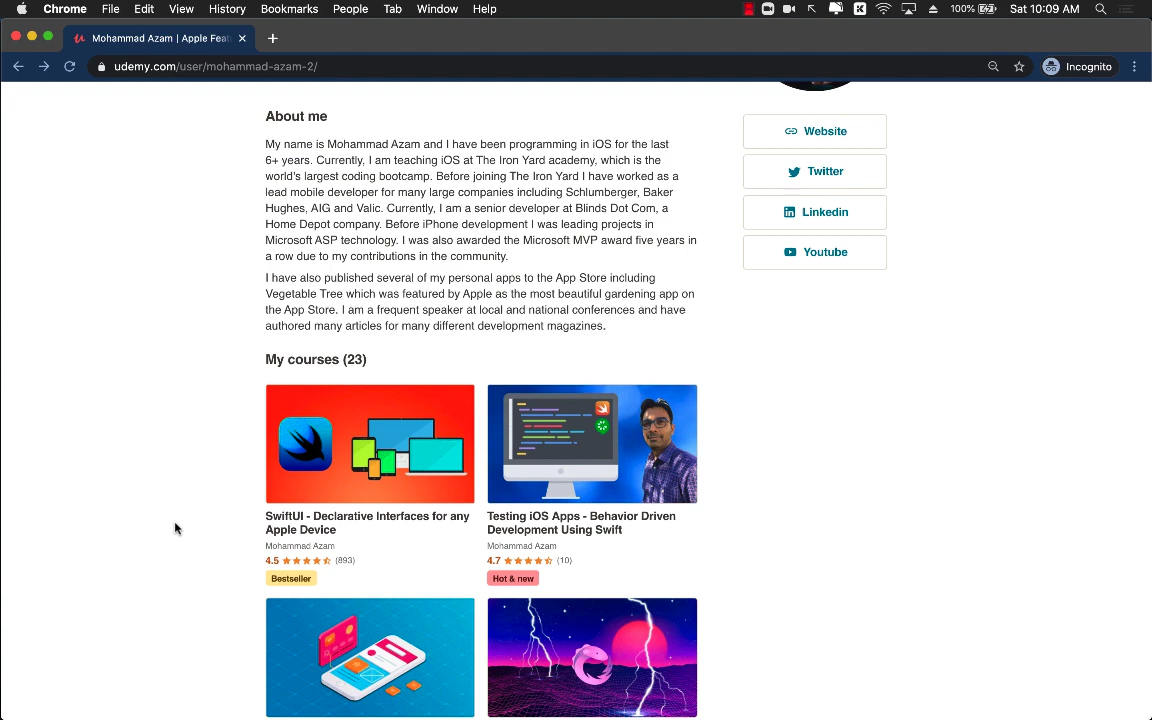 Chrome File Edit View History Bookmarks People Tab Window Help 100% Sat 10:09 AM
Mohammad Azam | Apple Feat
udemy.com/user/mohammad-azam-2/ Incognito
About me
My name is Mohammad Azam and I have been programming in iOS for the last
6+ years. Currently, I am teaching iOS at The Iron Yard academy, which is the
world's largest coding bootcamp. Before joining The Iron Yard I have worked as a
lead mobile developer for many large companies including Schlumberger, Baker
Hughes, AIG and Valic. Currently, I am a senior developer at Blinds Dot Com, a
Home Depot company. Before iPhone development I was leading projects in
Microsoft ASP technology. I was also awarded the Microsoft MVP award five years in
a row due to my contributions in the community.
I have also published several of my personal apps to the App Store including
Vegetable Tree which was featured by Apple as the most beautiful gardening app on
the App Store. I am a frequent speaker at local and national conferences and have
authored many articles for many different development magazines.
Website
Twitter
Linkedin
Youtube
My courses (23)
SwiftUI - Declarative Interfaces for any
Apple Device
Mohammad Azam
4.5 (893)
Bestseller
Testing iOS Apps - Behavior Driven
Development Using Swift
Mohammad Azam
4.7 (10)
Hot & new